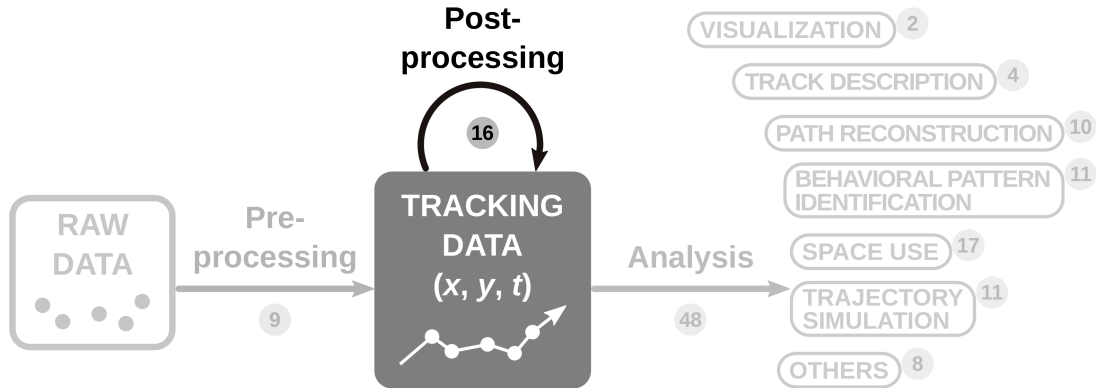 Post-
processing
16
RAW
DATA
Pre-
processing
9
TRACKING
DATA
(x, y, t)
Analysis
48
VISUALIZATION 2
TRACK DESCRIPTION 4
PATH RECONSTRUCTION 10
BEHAVIORAL PATTERN 11
IDENTIFICATION
SPACE USE 17
TRAJECTORY 11
SIMULATION
OTHERS 8